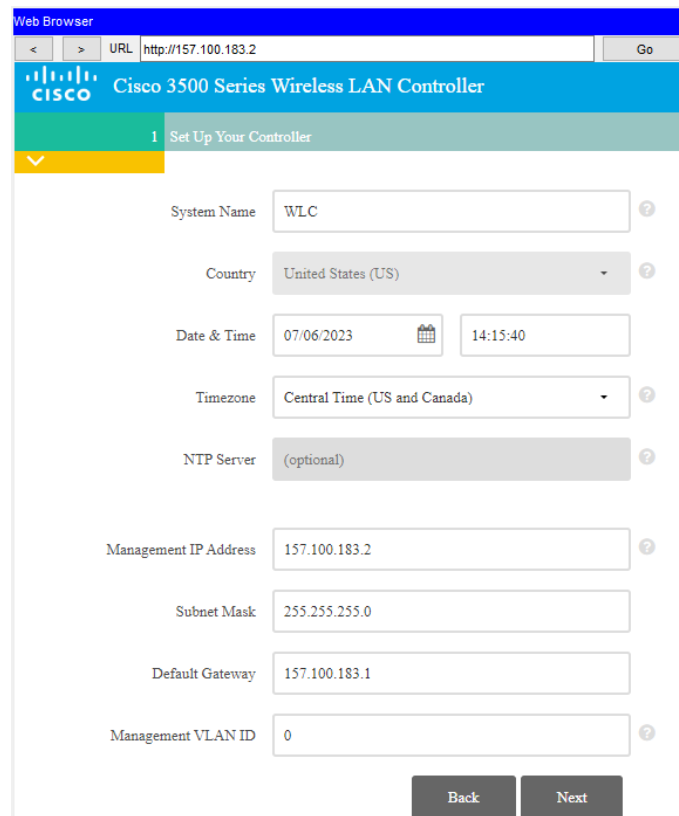 Web Browser
< > URL http://157.100.183.2 Go
CISCO Cisco 3500 Series Wireless LAN Controller
1 Set Up Your Controller
System Name WLC ?
Country United States (US) ?
Date & Time 07/06/2023 14:15:40
Timezone Central Time (US and Canada) ?
NTP Server (optional) ?
Management IP Address 157.100.183.2 ?
Subnet Mask 255.255.255.0
Default Gateway 157.100.183.1
Management VLAN ID 0 ?
Back Next